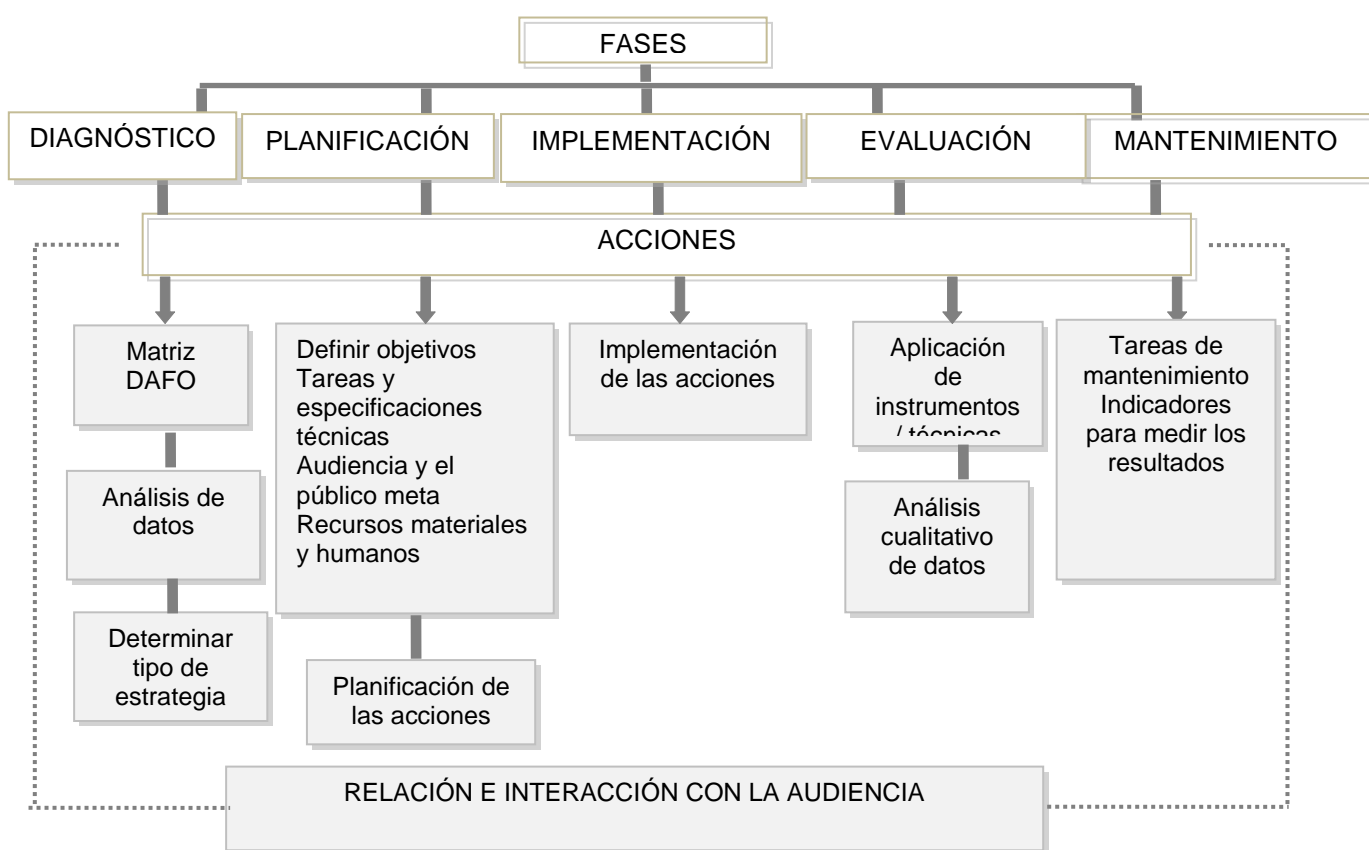 FASES
DIAGNÓSTICO
PLANIFICACIÓN
IMPLEMENTACIÓN
EVALUACIÓN
MANTENIMIENTO
ACCIONES
Matriz
DAFO
Análisis de
datos
Determinar
tipo de
estrategia
Definir objetivos
Tareas y
especificaciones
técnicas
Audiencia y el
público meta
Recursos materiales
y humanos
Planificación de
las acciones
Implementación
de las acciones
Aplicación
de
instrumentos
/ técnicas
Análisis
cualitativo
de datos
Tareas de
mantenimiento
Indicadores
para medir los
resultados
RELACIÓN E INTERACCIÓN CON LA AUDIENCIA